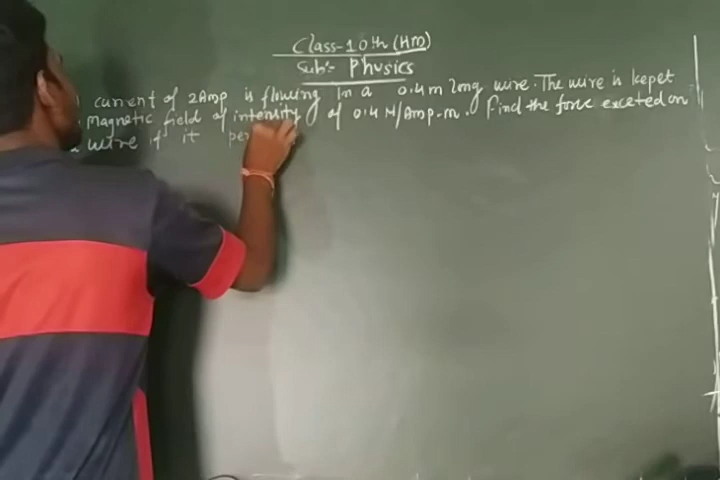 Class-10th (HM)
Sub:- Physics
current of 2Amp is flowing in a 0.4m long wire. The wire is kepet
magnetic field of intensity of 0.4 N/Amp-m. find the force exceted on
wire if it per